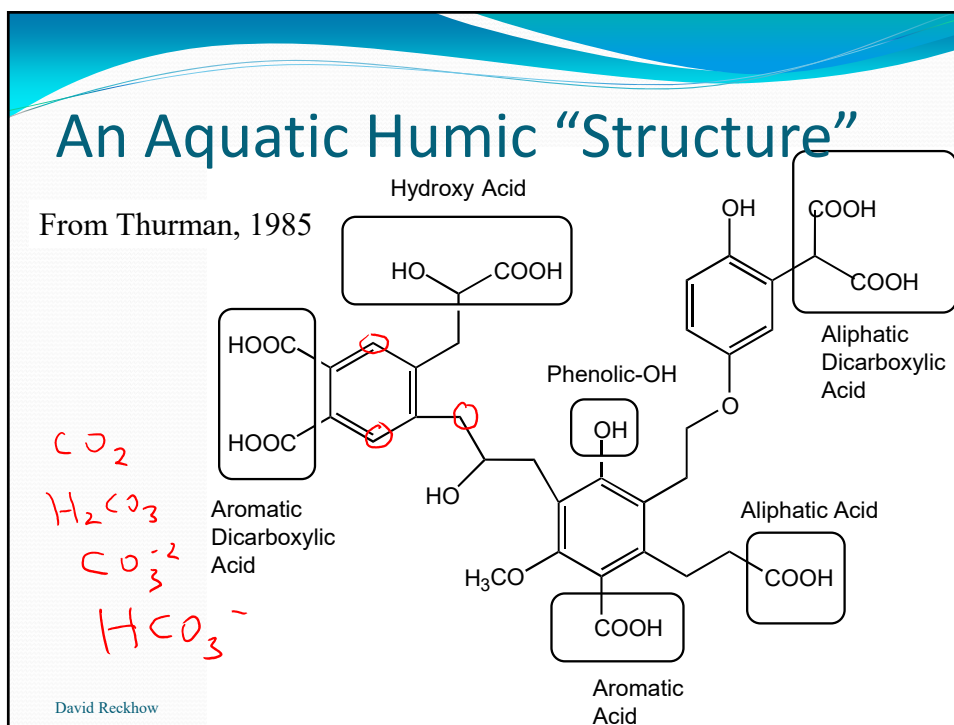 An Aquatic Humic “Structure”
From Thurman, 1985
Hydroxy Acid
HO
COOH
OH
COOH
COOH
Aliphatic
Dicarboxylic
Acid
HOOC
HOOC
Aromatic
Dicarboxylic
Acid
Phenolic-OH
OH
O
HO
H3CO
COOH
Aromatic
Acid
Aliphatic Acid
COOH
CO2
H2CO3
CO3-2
HCO3-
David Reckhow